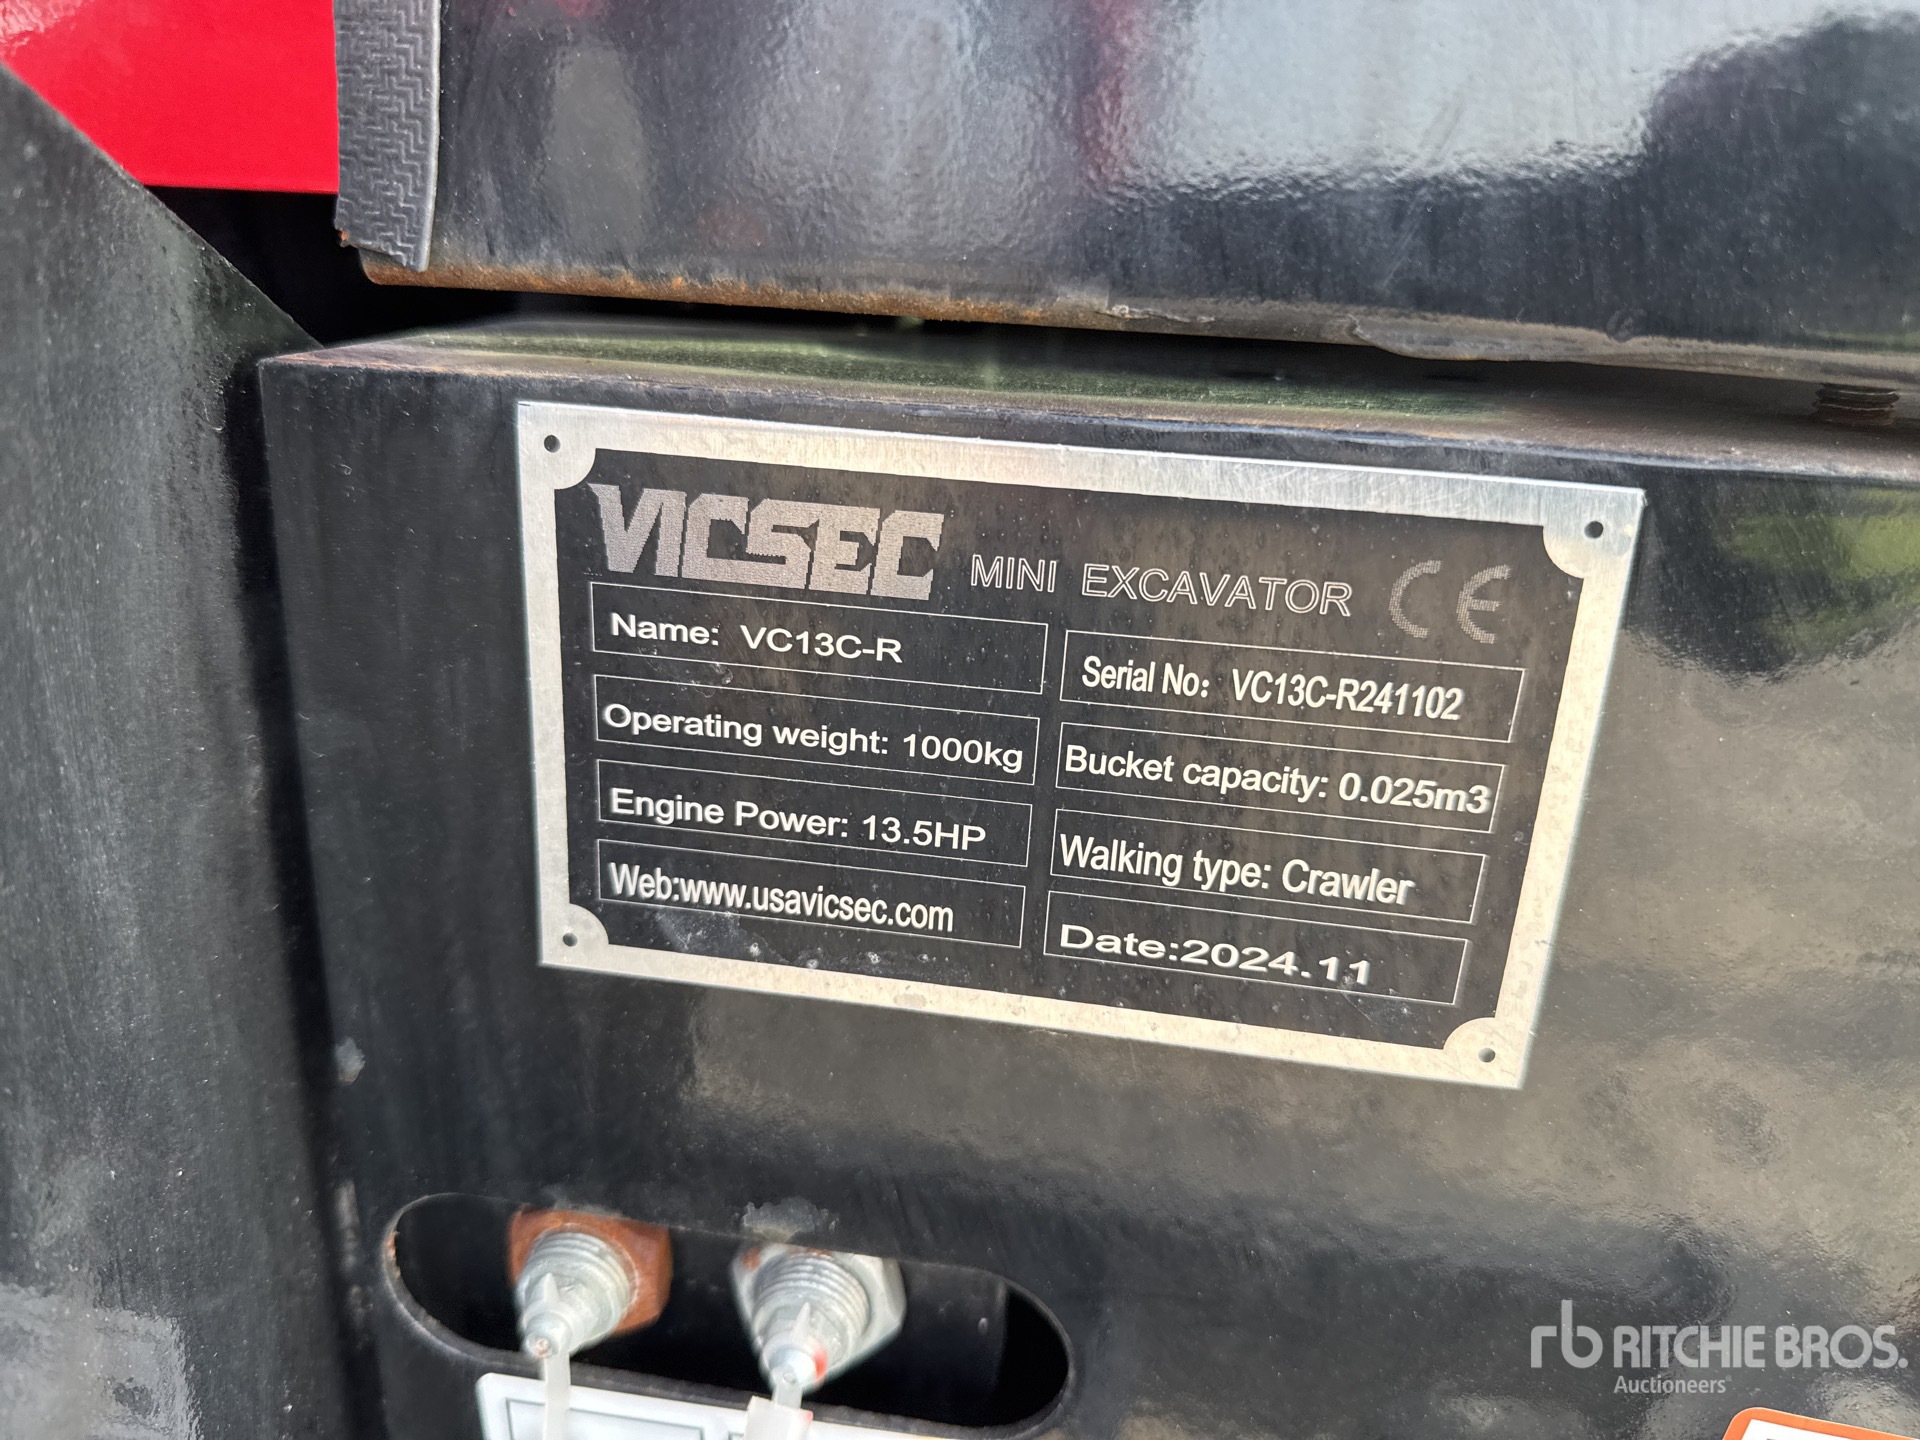 VICSEC MINI EXCAVATOR CE
Name: VC13C-R
Serial No: VC13C-R241102
Operating weight: 1000kg
Bucket capacity: 0.025m3
Engine Power: 13.5HP
Walking type: Crawler
Web:www.usavicsec.com
Date:2024.11
rb RITCHIE BROS.
Auctioneers